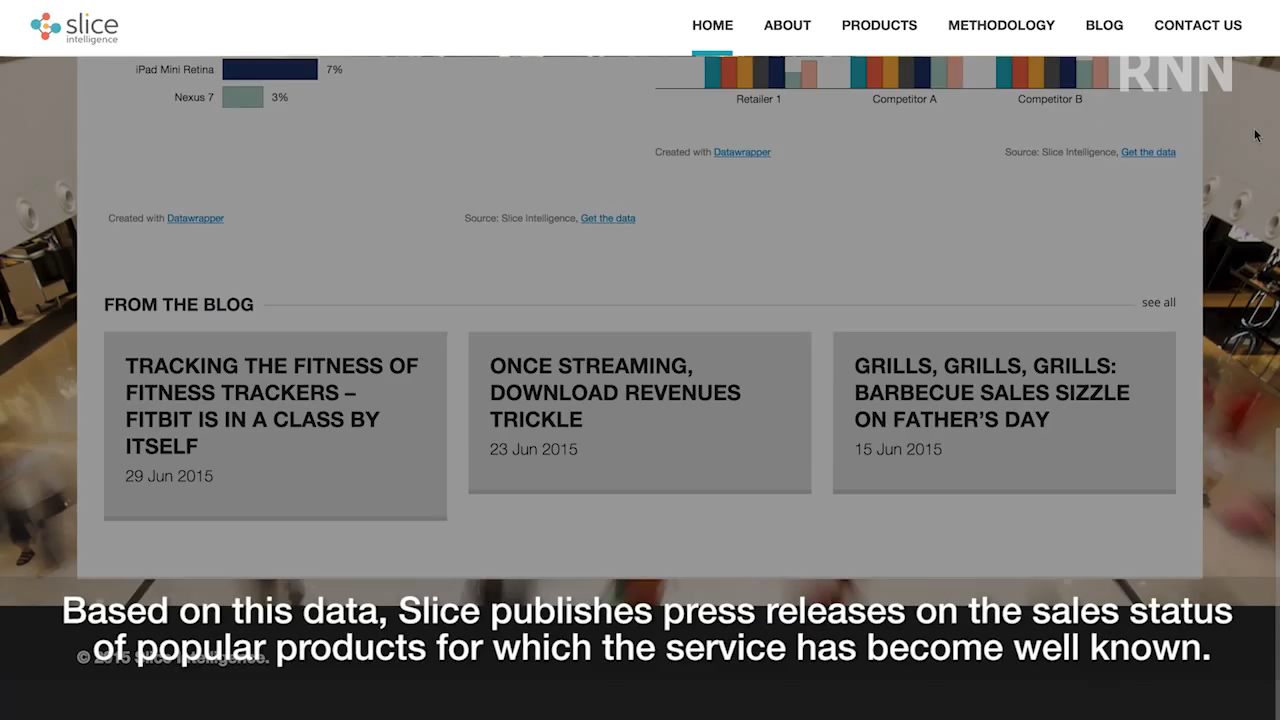 slice
intelligence
HOME
ABOUT
PRODUCTS
METHODOLOGY
BLOG
CONTACT US
RNN
iPad Mini Retina
7%
Nexus 7
3%
Retailer 1
Competitor A
Competitor B
Created with Datawrapper
Source: Slice Intelligence, Get the data
Created with Datawrapper
Source: Slice Intelligence, Get the data
FROM THE BLOG
see all
TRACKING THE FITNESS OF
FITNESS TRACKERS –
FITBIT IS IN A CLASS BY
ITSELF
29 Jun 2015
ONCE STREAMING,
DOWNLOAD REVENUES
TRICKLE
23 Jun 2015
GRILLS, GRILLS, GRILLS:
BARBECUE SALES SIZZLE
ON FATHER'S DAY
15 Jun 2015
Based on this data, Slice publishes press releases on the sales status
of popular products for which the service has become well known.
© 2015 Slice Intelligence.